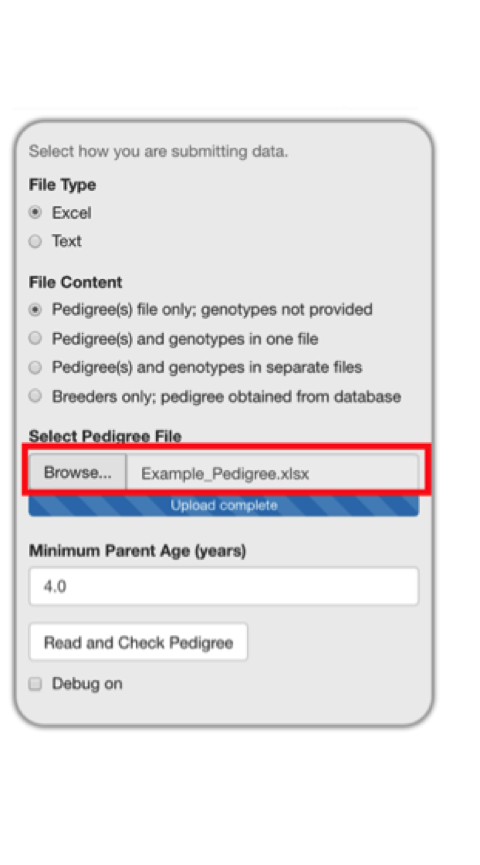 Select how you are submitting data.
File Type
Excel
Text
File Content
Pedigree(s) file only; genotypes not provided
Pedigree(s) and genotypes in one file
Pedigree(s) and genotypes in separate files
Breeders only; pedigree obtained from database
Select Pedigree File
Browse... Example_Pedigree.xlsx
Upload complete
Minimum Parent Age (years)
4.0
Read and Check Pedigree
Debug on